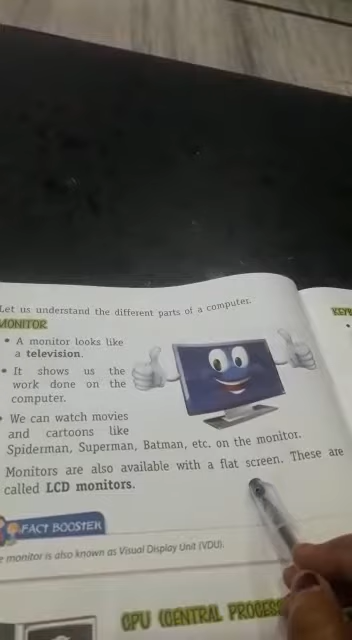 Let us understand the different parts of a computer.
MONITOR
• A monitor looks like
a television.
• It shows us the
work done on the
computer.
• We can watch movies
and cartoons like
Spiderman, Superman, Batman, etc. on the monitor.
Monitors are also available with a flat screen. These are
called LCD monitors.
FACT BOOSTER
monitor is also known as Visual Display Unit (VDU).
CPU (CENTRAL